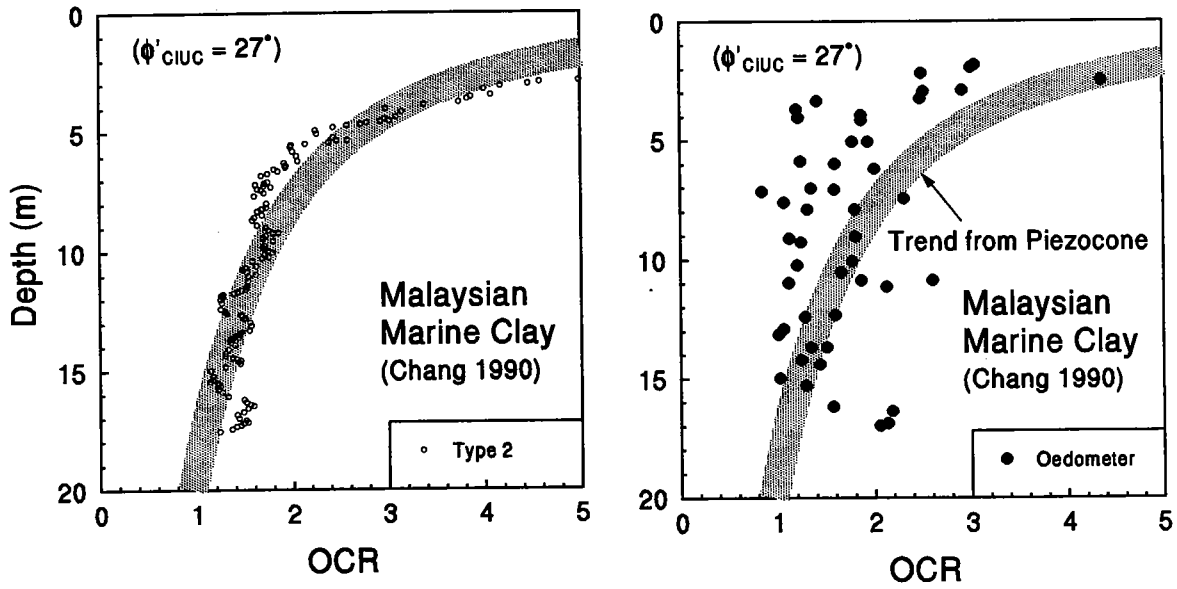 0
5
10
15
20
Depth (m)
(ϕ'CIUC = 27°)
Malaysian
Marine Clay
(Chang 1990)
Type 2
0
1
2
3
4
5
OCR
0
5
10
15
20
(ϕ'CIUC = 27°)
Trend from Piezocone
Malaysian
Marine Clay
(Chang 1990)
Oedometer
0
1
2
3
4
5
OCR